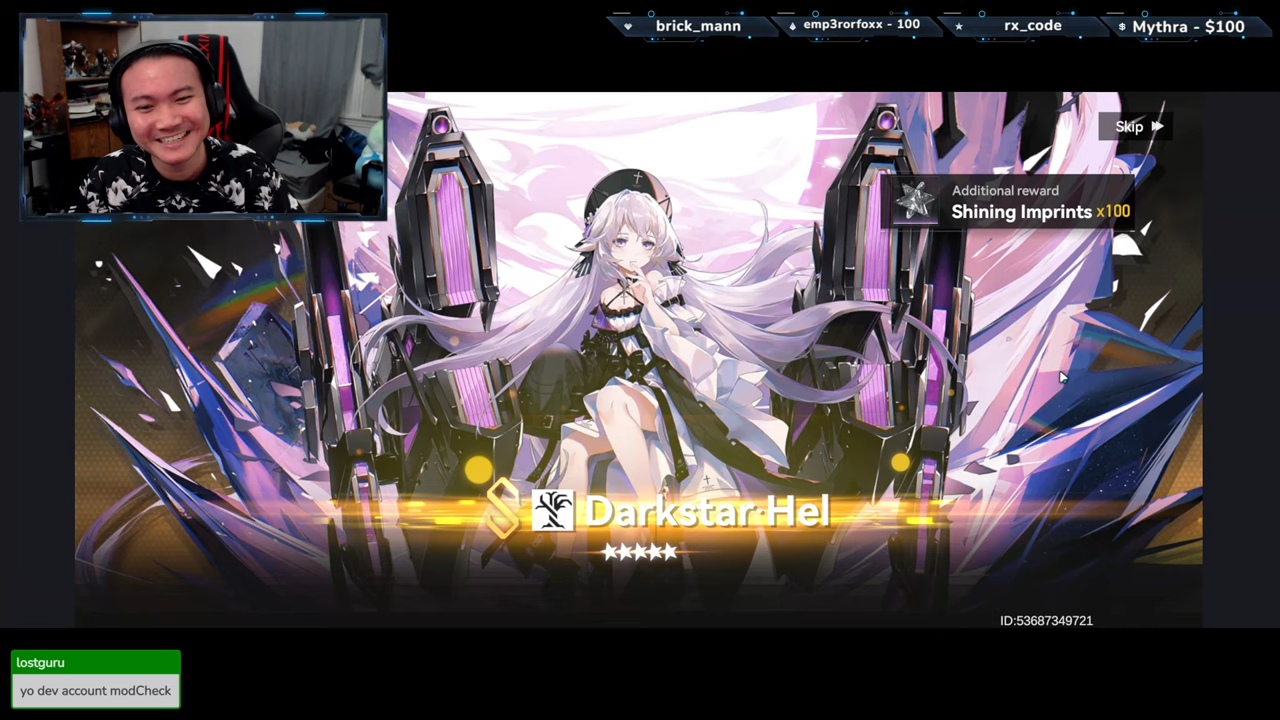 brick_mann
emp3rorfoxx - 100
rx_code
Mythra - $100
Skip
Additional reward
Shining Imprints x100
Darkstar·Hel
ID:53687349721
lostguru
yo dev account modCheck